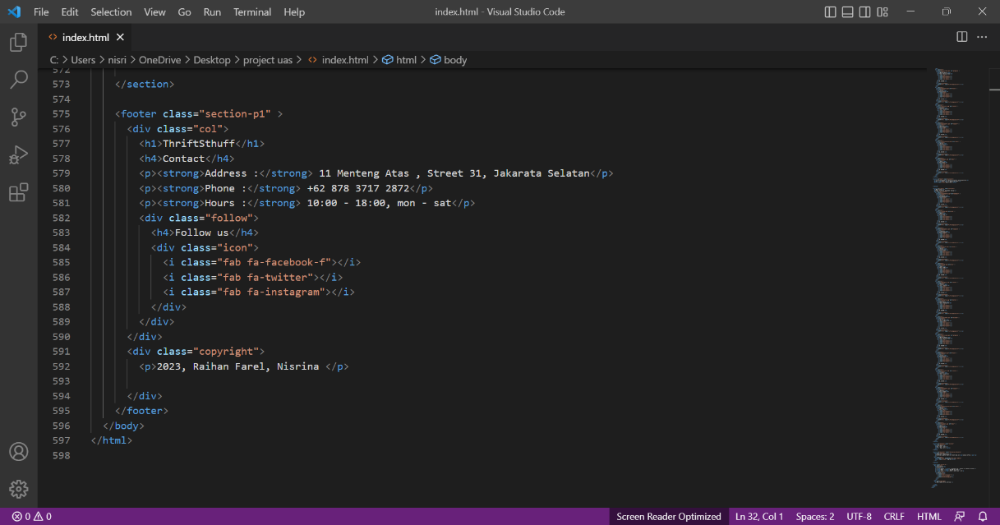 File Edit Selection View Go Run Terminal Help index.html - Visual Studio Code
index.html
C: > Users > nisri > OneDrive > Desktop > project uas > index.html > html > body
572
573 </section>
574
575 <footer class="section-p1" >
576 <div class="col">
577 <h1>ThriftSthuff</h1>
578 <h4>Contact</h4>
579 <p><strong>Address :</strong> 11 Menteng Atas , Street 31, Jakarata Selatan</p>
580 <p><strong>Phone :</strong> +62 878 3717 2872</p>
581 <p><strong>Hours :</strong> 10:00 - 18:00, mon - sat</p>
582 <div class="follow">
583 <h4>Follow us</h4>
584 <div class="icon">
585 <i class="fab fa-facebook-f"></i>
586 <i class="fab fa-twitter"></i>
587 <i class="fab fa-instagram"></i>
588 </div>
589 </div>
590 </div>
591 <div class="copyright">
592 <p>2023, Raihan Farel, Nisrina </p>
593
594 </div>
595 </footer>
596 </body>
597 </html>
598
0 0 Screen Reader Optimized Ln 32, Col 1 Spaces: 2 UTF-8 CRLF HTML